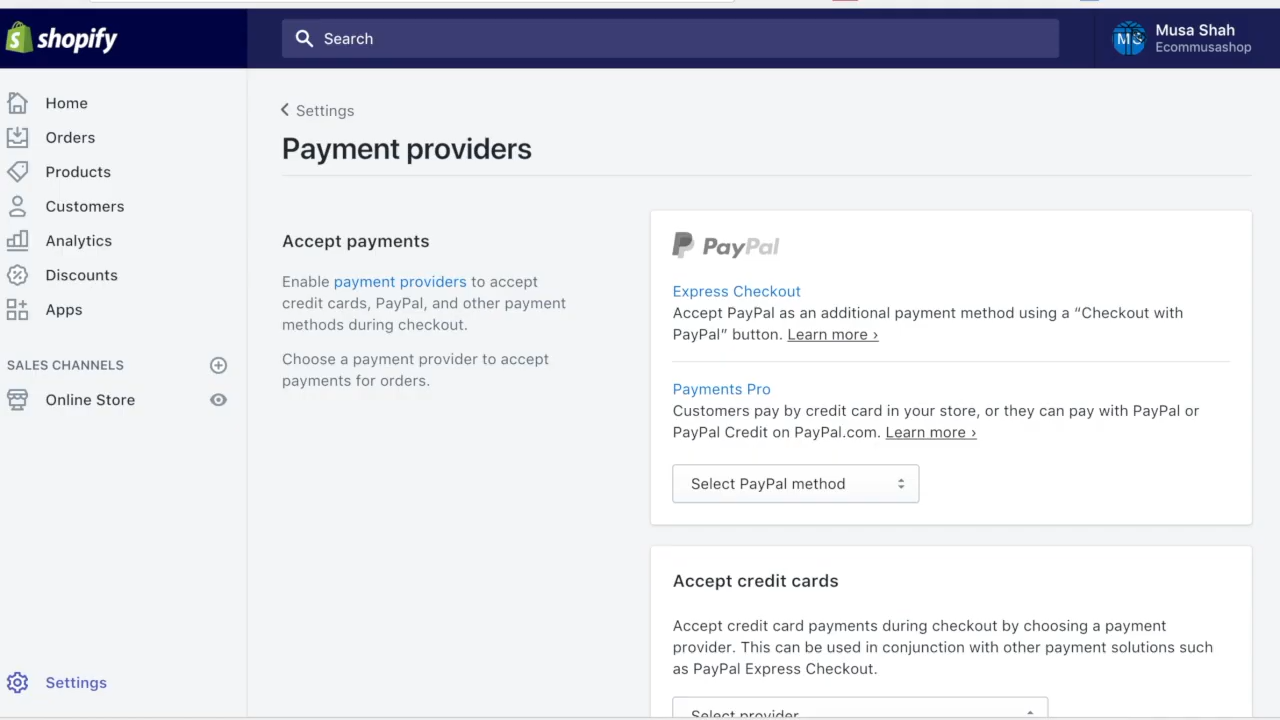 shopify
Search
Musa Shah
Ecommusashop
Home
Orders
Products
Customers
Analytics
Discounts
Apps
SALES CHANNELS
Online Store
Settings
Settings
Payment providers
Accept payments
Enable payment providers to accept
credit cards, PayPal, and other payment
methods during checkout.
Choose a payment provider to accept
payments for orders.
PayPal
Express Checkout
Accept PayPal as an additional payment method using a “Checkout with
PayPal” button. Learn more ›
Payments Pro
Customers pay by credit card in your store, or they can pay with PayPal or
PayPal Credit on PayPal.com. Learn more ›
Select PayPal method
Accept credit cards
Accept credit card payments during checkout by choosing a payment
provider. This can be used in conjunction with other payment solutions such
as PayPal Express Checkout.
Select provider